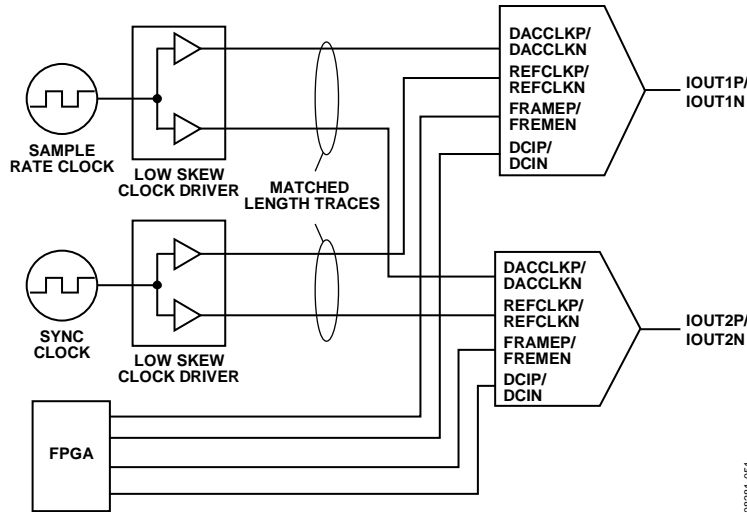 SAMPLE
RATE CLOCK
LOW SKEW
CLOCK DRIVER
MATCHED
LENGTH TRACES
DACCLKP/
DACCLKN
REFCLKP/
REFCLKN
FRAMEP/
FREMEN
DCIP/
DCIN
IOUT1P/
IOUT1N
SYNC
CLOCK
LOW SKEW
CLOCK DRIVER
DACCLKP/
DACCLKN
REFCLKP/
REFCLKN
FRAMEP/
FREMEN
DCIP/
DCIN
IOUT2P/
IOUT2N
FPGA